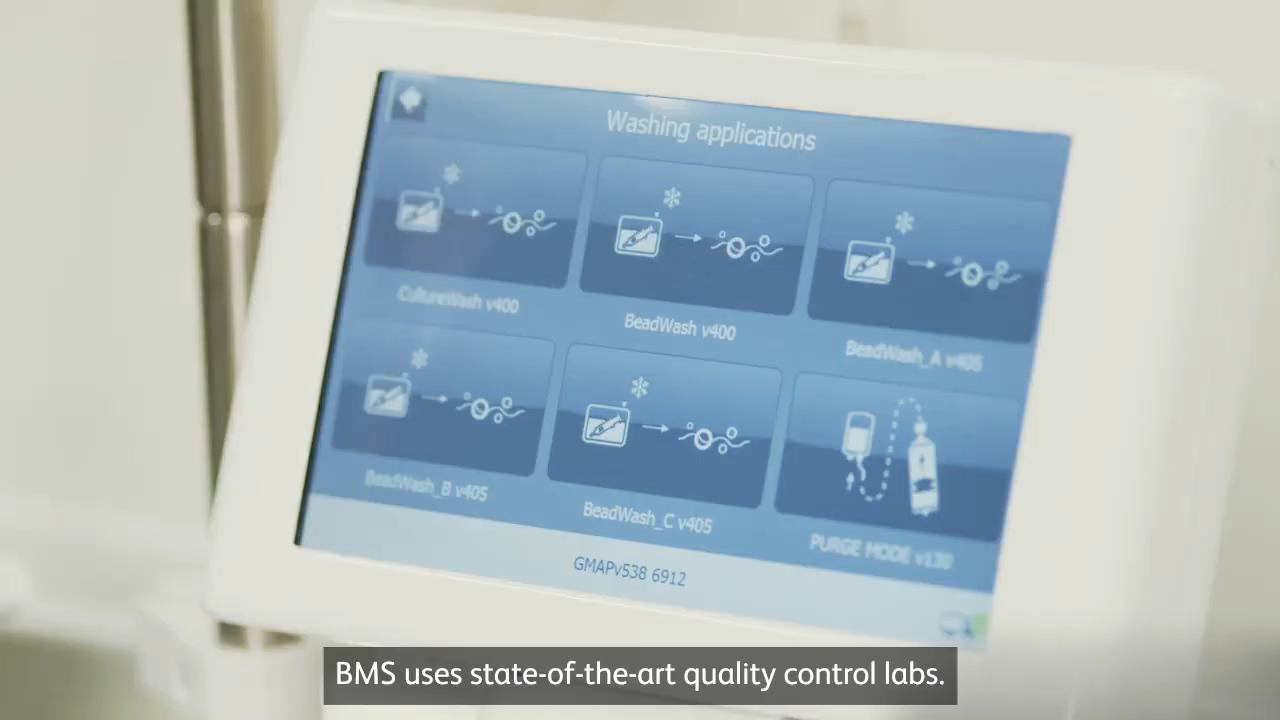 Washing applications
CultureWash v400
BeadWash v400
BeadWash_A v405
BeadWash_B v405
BeadWash_C v405
PURGE MODE v130
GMAPv538 6912
BMS uses state-of-the-art quality control labs.